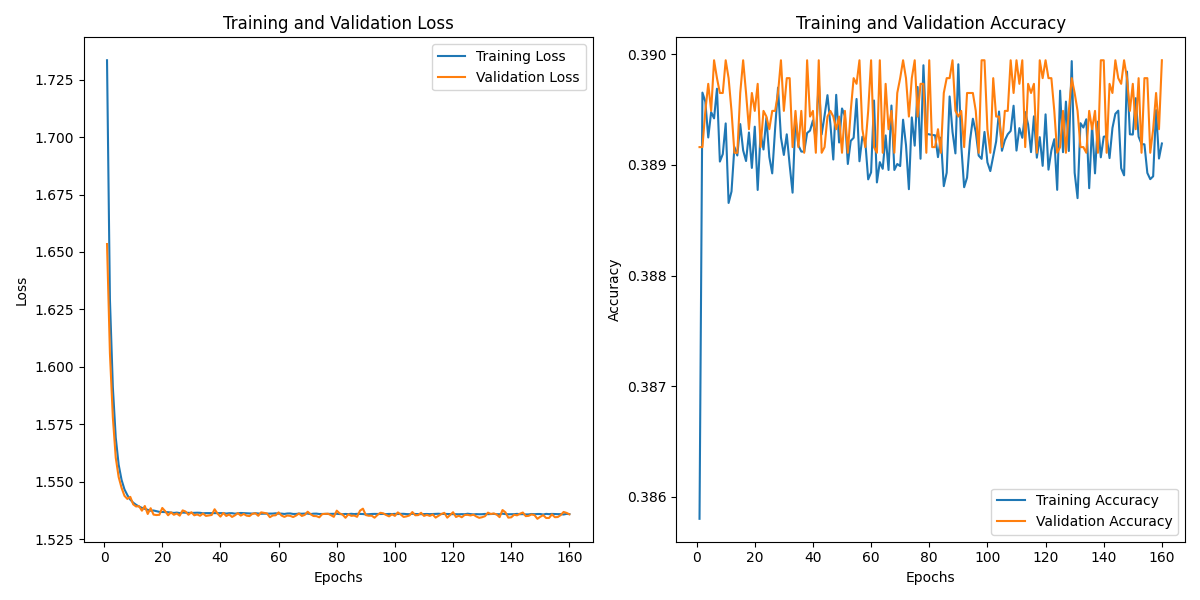 Training and Validation Loss
Training Loss
Validation Loss
1.725
1.700
1.675
1.650
1.625
1.600
1.575
1.550
1.525
Loss
0 20 40 60 80 100 120 140 160
Epochs
Training and Validation Accuracy
0.390
0.389
0.388
0.387
0.386
Accuracy
Training Accuracy
Validation Accuracy
0 20 40 60 80 100 120 140 160
Epochs